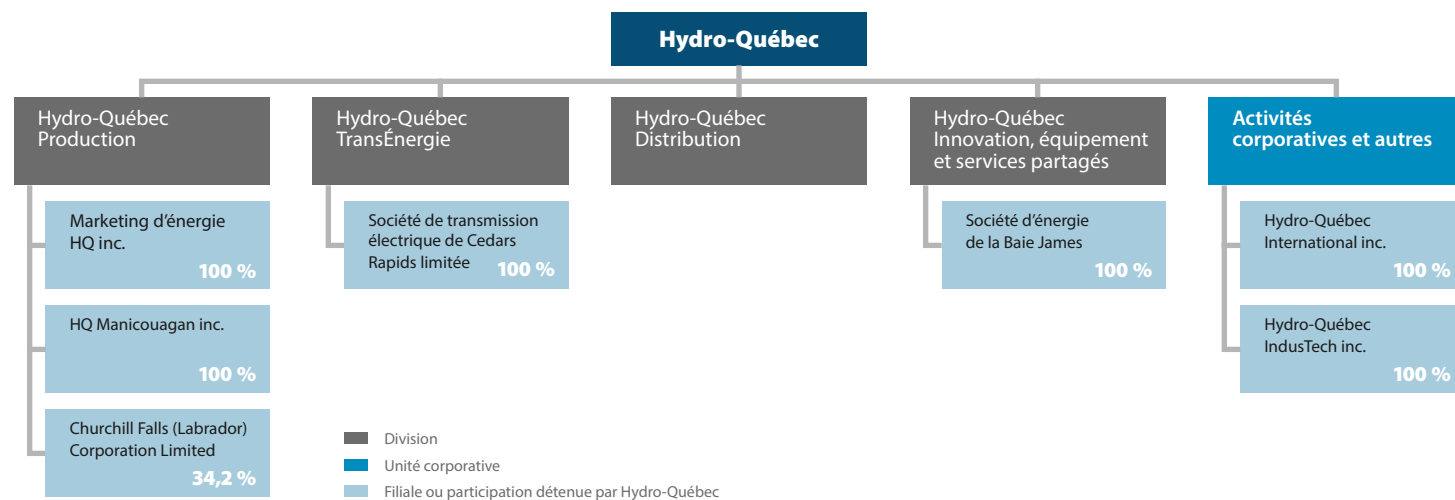 Hydro-Québec
Hydro-Québec
Production
Hydro-Québec
TransÉnergie
Hydro-Québec
Distribution
Hydro-Québec
Innovation, équipement
et services partagés
Activités
corporatives et autres
Marketing d'énergie
HQ inc.
100 %
Société de transmission
électrique de Cedars
Rapids limitée
100 %
Société d'énergie
de la Baie James
100 %
Hydro-Québec
International inc.
100 %
HQ Manicouagan inc.
100 %
Hydro-Québec
IndusTech inc.
100 %
Churchill Falls (Labrador)
Corporation Limited
34,2 %
Division
Unité corporative
Filiale ou participation détenue par Hydro-Québec